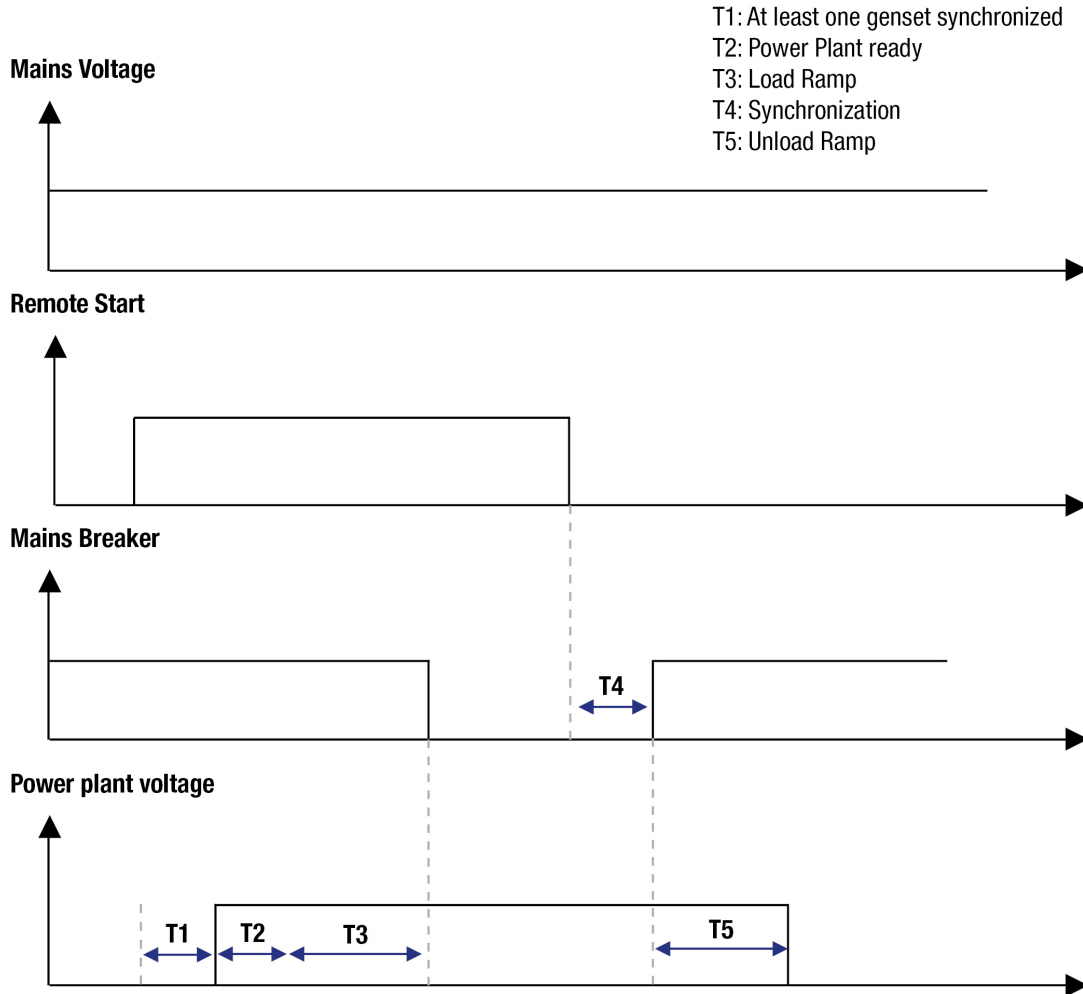 T1: At least one genset synchronized
T2: Power Plant ready
T3: Load Ramp
T4: Synchronization
T5: Unload Ramp
Mains Voltage
Remote Start
Mains Breaker
T4
Power plant voltage
T1 T2 T3 T5